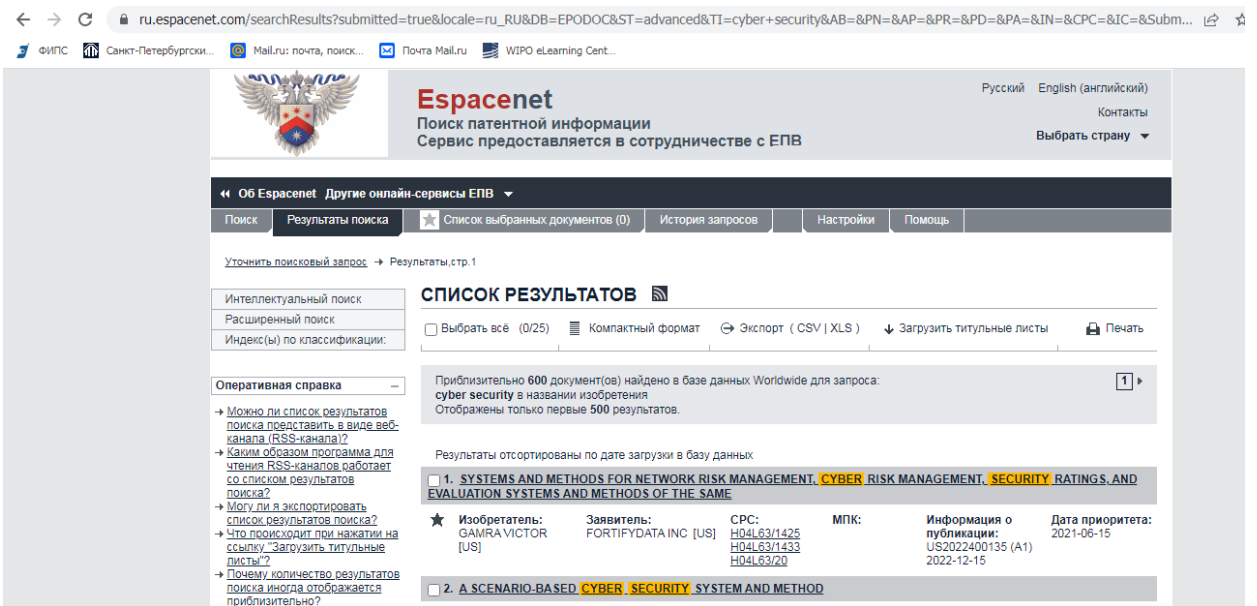 ru.espacenet.com/searchResults?submitted=true&locale=ru_RU&DB=EPODOC&ST=advanced&TI=cyber+security&AB=&PN=&AP=&PR=&PD=&PA=&IN=&CPC=&IC=&Subm...
ФИПС Санкт-Петербургски... Mail.ru: почта, поиск... Почта Mail.ru WIPO eLearning Cent...
Русский English (английский)
Espacenet
Контакты
Поиск патентной информации
Выбрать страну
Сервис предоставляется в сотрудничестве с ЕПВ
Об Espacenet Другие онлайн-сервисы ЕПВ
Поиск Результаты поиска Список выбранных документов (0) История запросов Настройки Помощь
Уточнить поисковый запрос → Результаты,стр.1
Интеллектуальный поиск
Расширенный поиск
Индекс(ы) по классификации:
Оперативная справка –
→ Можно ли список результатов
поиска представить в виде веб-
канала (RSS-канала)?
→ Каким образом программа для
чтения RSS-каналов работает
со списком результатов
поиска?
→ Могу ли я экспортировать
список результатов поиска?
→ Что происходит при нажатии на
ссылку "Загрузить титульные
листы"?
→ Почему количество результатов
поиска иногда отображается
приблизительно?
СПИСОК РЕЗУЛЬТАТОВ
Выбрать всё (0/25) Компактный формат Экспорт ( CSV | XLS ) Загрузить титульные листы Печать
Приблизительно 600 документ(ов) найдено в базе данных Worldwide для запроса:
1
cyber security в названии изобретения
Отображены только первые 500 результатов.
Результаты отсортированы по дате загрузки в базу данных
1. SYSTEMS AND METHODS FOR NETWORK RISK MANAGEMENT, CYBER RISK MANAGEMENT, SECURITY RATINGS, AND
EVALUATION SYSTEMS AND METHODS OF THE SAME
Изобретатель: Заявитель: CPC: МПК: Информация о Дата приоритета:
GAMRA VICTOR FORTIFYDATA INC [US] H04L63/1425 публикации: 2021-06-15
[US] H04L63/1433 US2022400135 (A1)
H04L63/20 2022-12-15
2. A SCENARIO-BASED CYBER SECURITY SYSTEM AND METHOD